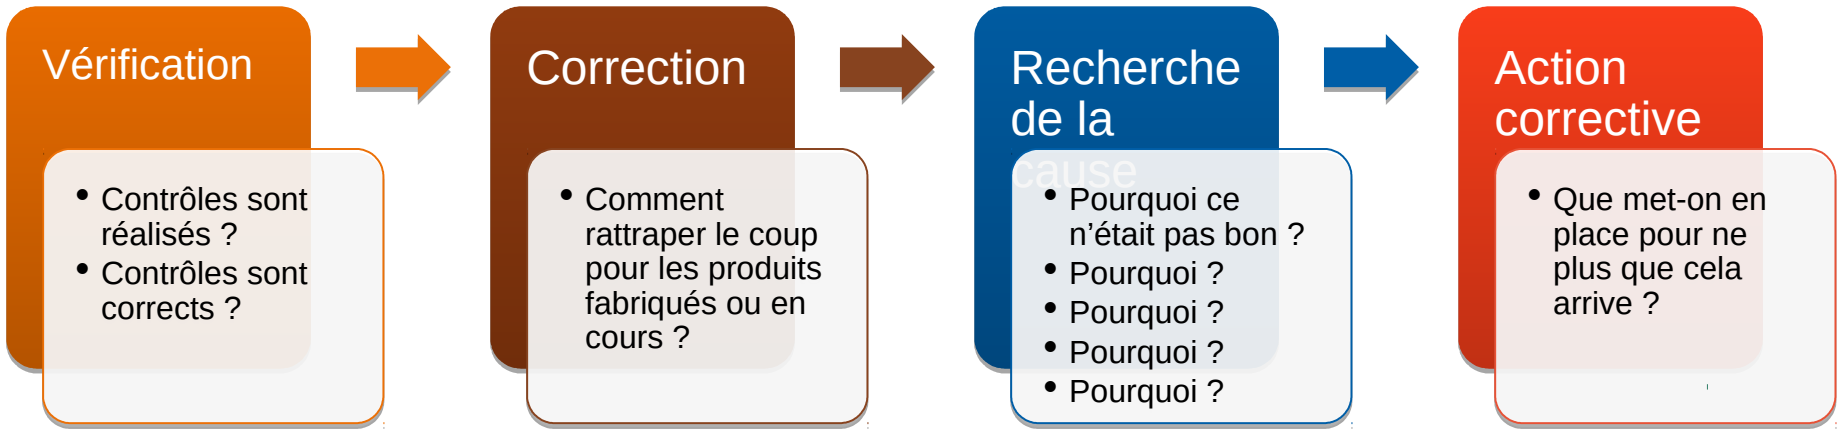 Vérification
• Contrôles sont
réalisés ?
• Contrôles sont
corrects ?
Correction
• Comment
rattraper le coup
pour les produits
fabriqués ou en
cours ?
Recherche
de la
cause
• Pourquoi ce
n’était pas bon ?
• Pourquoi ?
• Pourquoi ?
• Pourquoi ?
• Pourquoi ?
Action
corrective
• Que met-on en
place pour ne
plus que cela
arrive ?